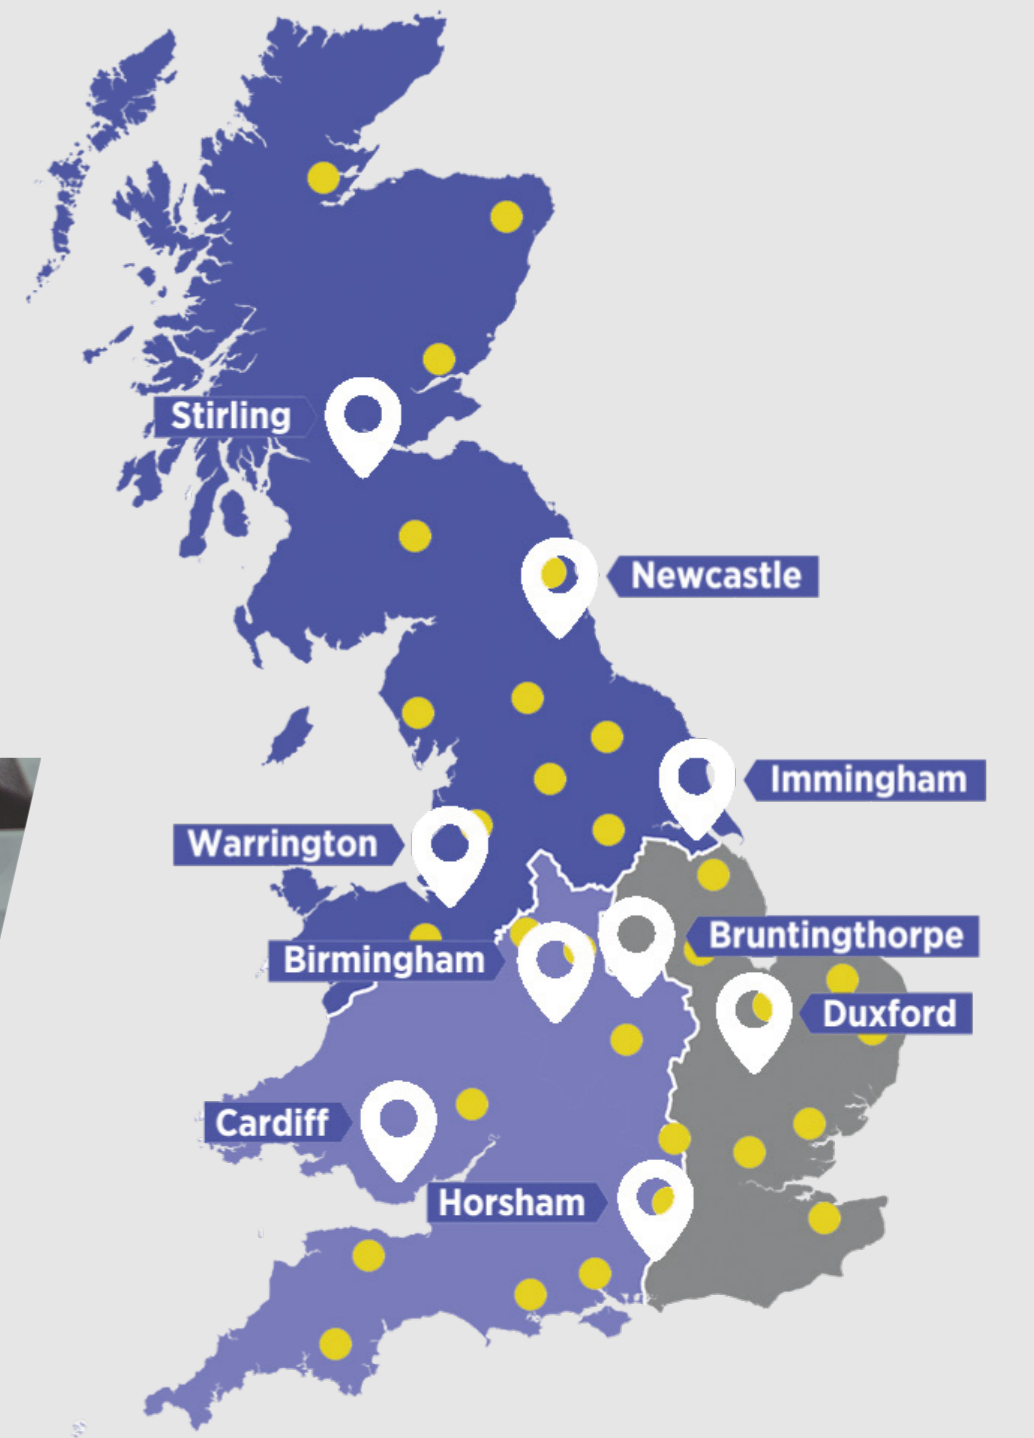 Stirling
Newcastle
Immingham
Warrington
Bruntingthorpe
Birmingham
Duxford
Cardiff
Horsham